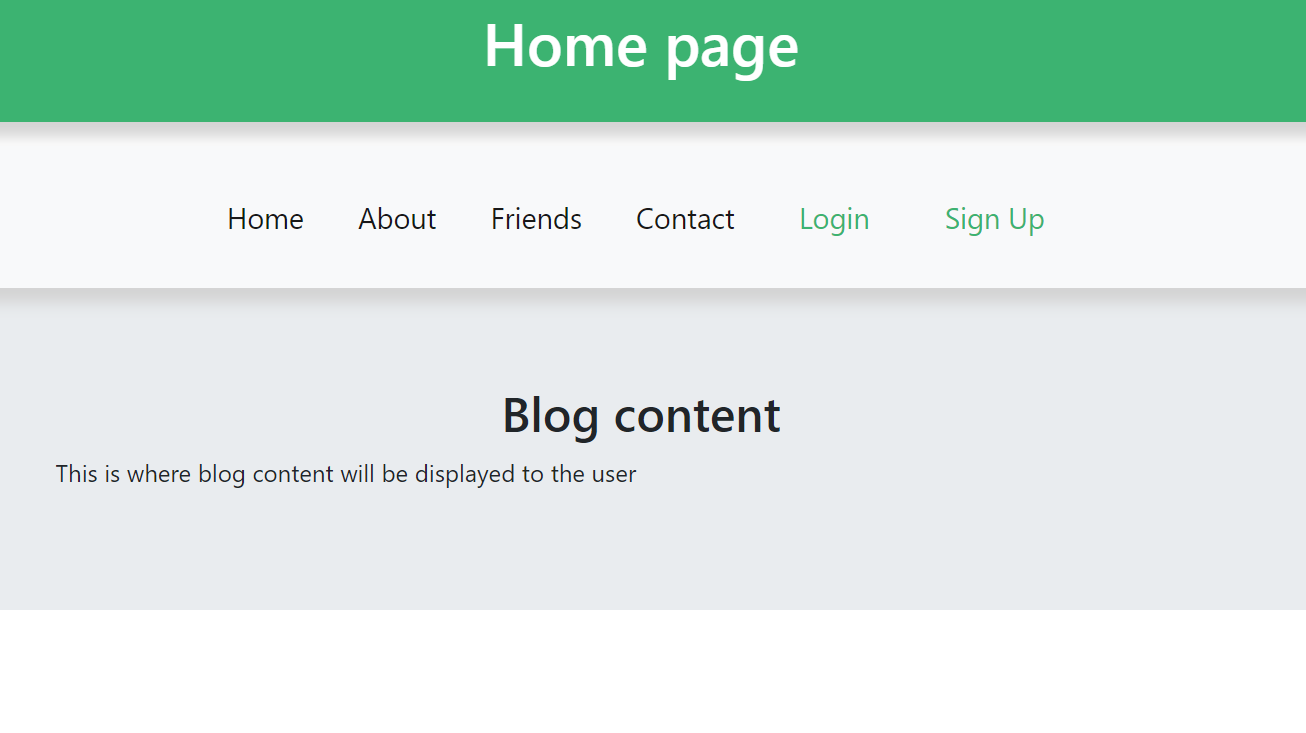 Home page
Home About Friends Contact Login Sign Up
Blog content
This is where blog content will be displayed to the user